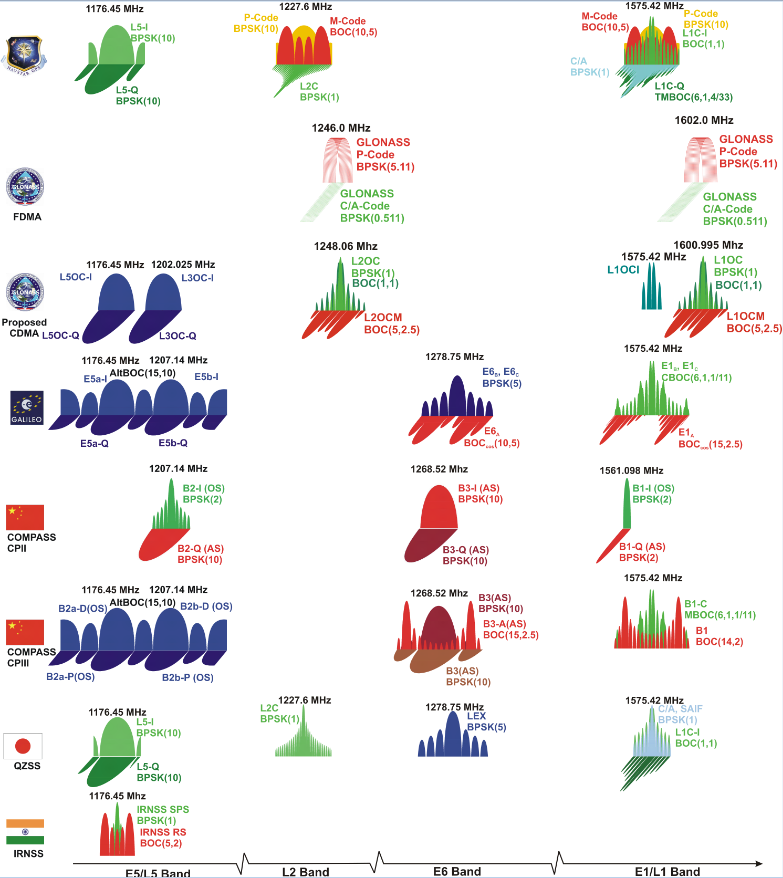 1176.45 MHz
1227.6 MHz
1575.42 MHz
L5-I
BPSK(10)
L5-Q
BPSK(10)
P-Code
BPSK(10)
M-Code
BOC(10,5)
L2C
BPSK(1)
M-Code
BOC(10,5)
P-Code
BPSK(10)
L1C-I
BOC(1,1)
C/A
BPSK(1)
L1C-Q
TMBOC(6,1,4/33)
NAVSTAR GPS
1246.0 MHz
1602.0 MHz
GLONASS
P-Code
BPSK(5.11)
GLONASS
C/A-Code
BPSK(0.511)
GLONASS
P-Code
BPSK(5.11)
GLONASS
C/A-Code
BPSK(0.511)
GLONASS
FDMA
1176.45 MHz
1202.025 MHz
1248.06 MHz
1575.42 MHz
1600.995 MHz
L5OC-I
L3OC-I
L5OC-Q
L3OC-Q
L2OC
BPSK(1)
BOC(1,1)
L2OCM
BOC(5,2.5)
L1OCI
L1OC
BPSK(1)
BOC(1,1)
L1OCM
BOC(5,2.5)
GLONASS
Proposed
CDMA
1176.45 MHz
1207.14 MHz
AltBOC(15,10)
E5a-I
E5b-I
E5a-Q
E5b-Q
1278.75 MHz
E6B, E6C
BPSK(5)
E6A
BOCcos(10,5)
1575.42 MHz
E1B, E1C
CBOC(6,1,1/11)
E1A
BOCcos(15,2.5)
GALILEO
1207.14 MHz
1268.52 MHz
1561.098 MHz
B2-I (OS)
BPSK(2)
B2-Q (AS)
BPSK(10)
B3-I (AS)
BPSK(10)
B3-Q (AS)
BPSK(10)
B1-I (OS)
BPSK(2)
B1-Q (AS)
BPSK(2)
COMPASS
CPII
1176.45 MHz
1207.14 MHz
AltBOC(15,10)
B2a-D(OS)
B2b-D (OS)
B2a-P(OS)
B2b-P (OS)
1268.52 Mhz
B3(AS)
BPSK(10)
B3-A(AS)
BOC(15,2.5)
B3(AS)
BPSK(10)
1575.42 MHz
B1-C
MBOC(6,1,1/11)
B1
BOC(14,2)
COMPASS
CPIII
1176.45 MHz
1227.6 MHz
1278.75 MHz
1575.42 MHz
L5-I
BPSK(10)
L5-Q
BPSK(10)
L2C
BPSK(1)
LEX
BPSK(5)
C/A, SAIF
BPSK(1)
L1C-I
BOC(1,1)
QZSS
1176.45 MHz
IRNSS SPS
BPSK(1)
IRNSS RS
BOC(5,2)
IRNSS
E5/L5 Band
L2 Band
E6 Band
E1/L1 Band